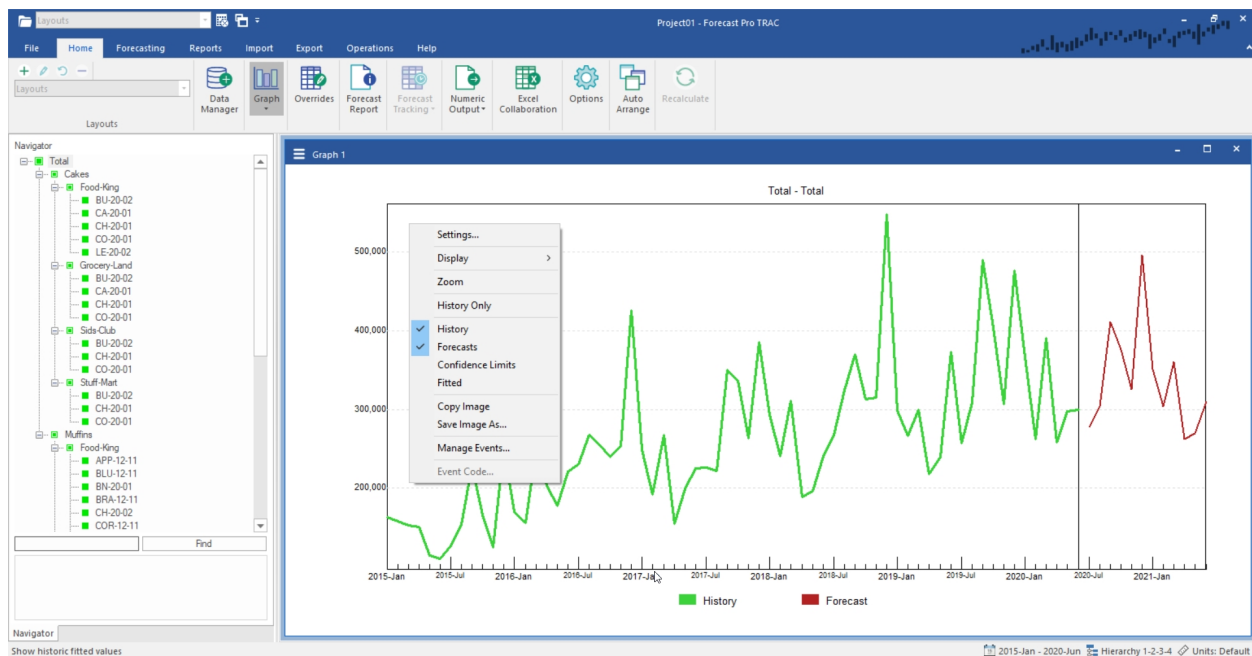 Layouts
Project01 - Forecast Pro TRAC
File Home Forecasting Reports Import Export Operations Help
Layouts
Data Manager
Graph
Overrides
Forecast Report
Forecast Tracking
Numeric Output
Excel Collaboration
Options
Auto Arrange
Recalculate
Layouts
Navigator
Total
Cakes
Food-King
BU-20-02
CA-20-01
CH-20-01
CO-20-01
LE-20-02
Grocery-Land
BU-20-02
CA-20-01
CH-20-01
CO-20-01
Sids-Club
BU-20-02
CH-20-01
CO-20-01
Stuff-Mart
BU-20-02
CH-20-01
CO-20-01
Muffins
Food-King
APP-12-11
BLU-12-11
BN-20-01
BRA-12-11
CH-20-02
COR-12-11
Find
Navigator
Graph 1
Total - Total
500,000
400,000
300,000
200,000
Settings...
Display
Zoom
History Only
History
Forecasts
Confidence Limits
Fitted
Copy Image
Save Image As...
Manage Events...
Event Code...
2015-Jan 2015-Jul 2016-Jan 2016-Jul 2017-Jan 2017-Jul 2018-Jan 2018-Jul 2019-Jan 2019-Jul 2020-Jan 2020-Jul 2021-Jan
History Forecast
Show historic fitted values
2015-Jan - 2020-Jun Hierarchy 1-2-3-4 Units: Default